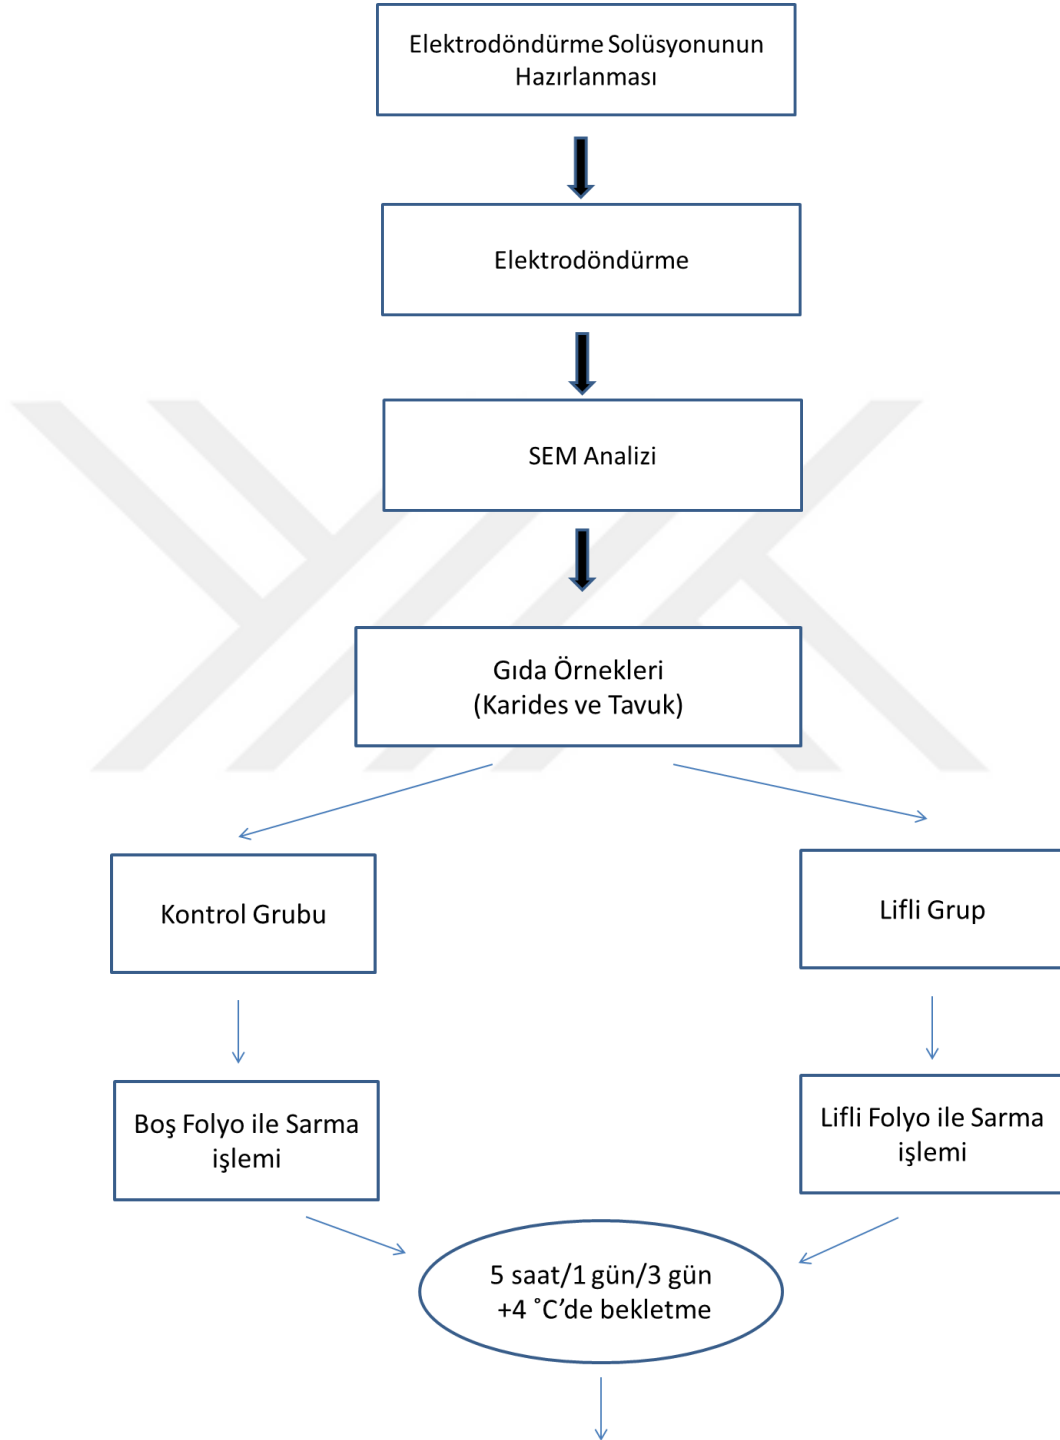 Elektrodöndürme Solüsyonunun
Hazırlanması
Elektrodöndürme
SEM Analizi
Gıda Örnekleri
(Karides ve Tavuk)
Kontrol Grubu
Lifli Grup
Boş Folyo ile Sarma
işlemi
Lifli Folyo ile Sarma
işlemi
5 saat/1 gün/3 gün
+4 ˚C’de bekletme